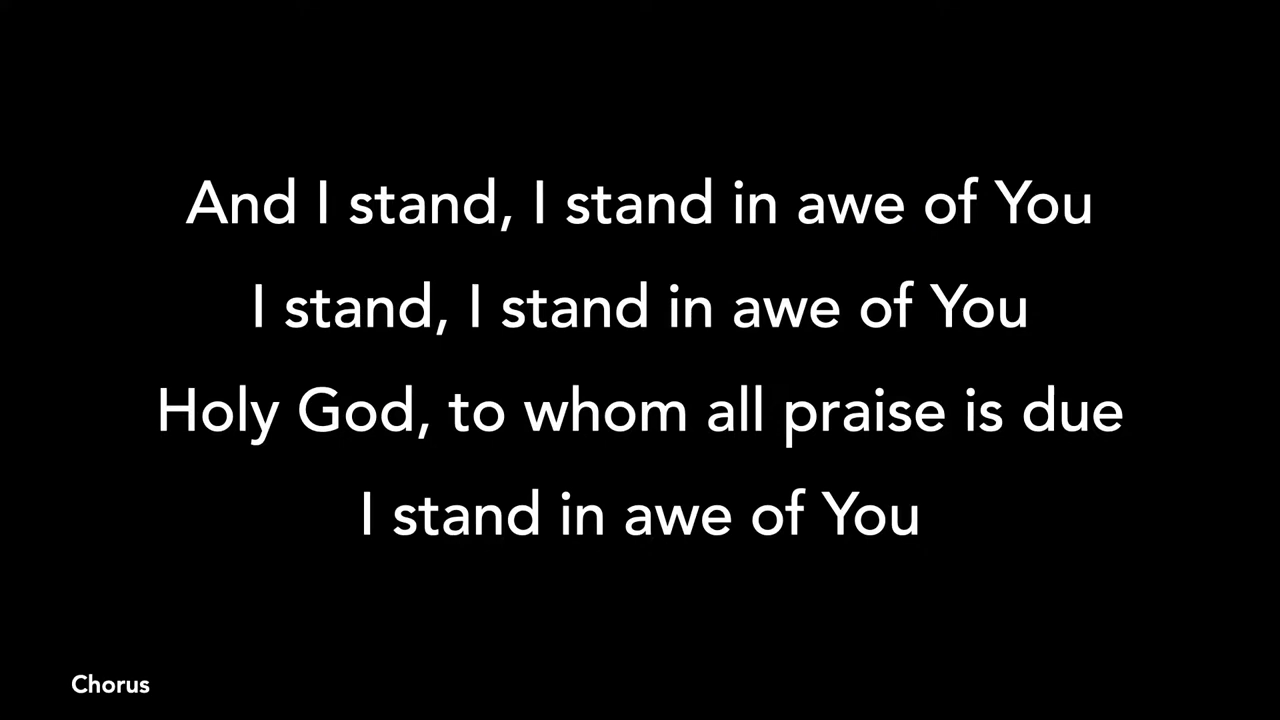 And I stand, I stand in awe of You
I stand, I stand in awe of You
Holy God, to whom all praise is due
I stand in awe of You
Chorus